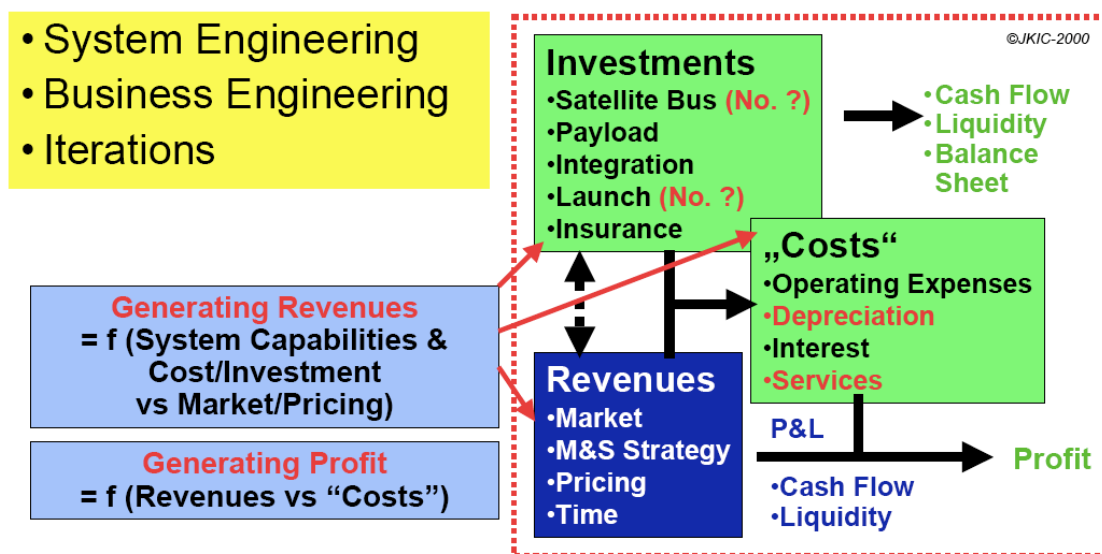 • System Engineering
• Business Engineering
• Iterations
©JKIC-2000
Investments
•Satellite Bus (No. ?)
•Payload
•Integration
•Launch (No. ?)
•Insurance
•Cash Flow
•Liquidity
•Balance
Sheet
„Costs“
•Operating Expenses
•Depreciation
•Interest
•Services
Generating Revenues
= f (System Capabilities &
Cost/Investment
vs Market/Pricing)
Generating Profit
= f (Revenues vs “Costs”)
Revenues
•Market
•M&S Strategy
•Pricing
•Time
P&L
•Cash Flow
•Liquidity
Profit